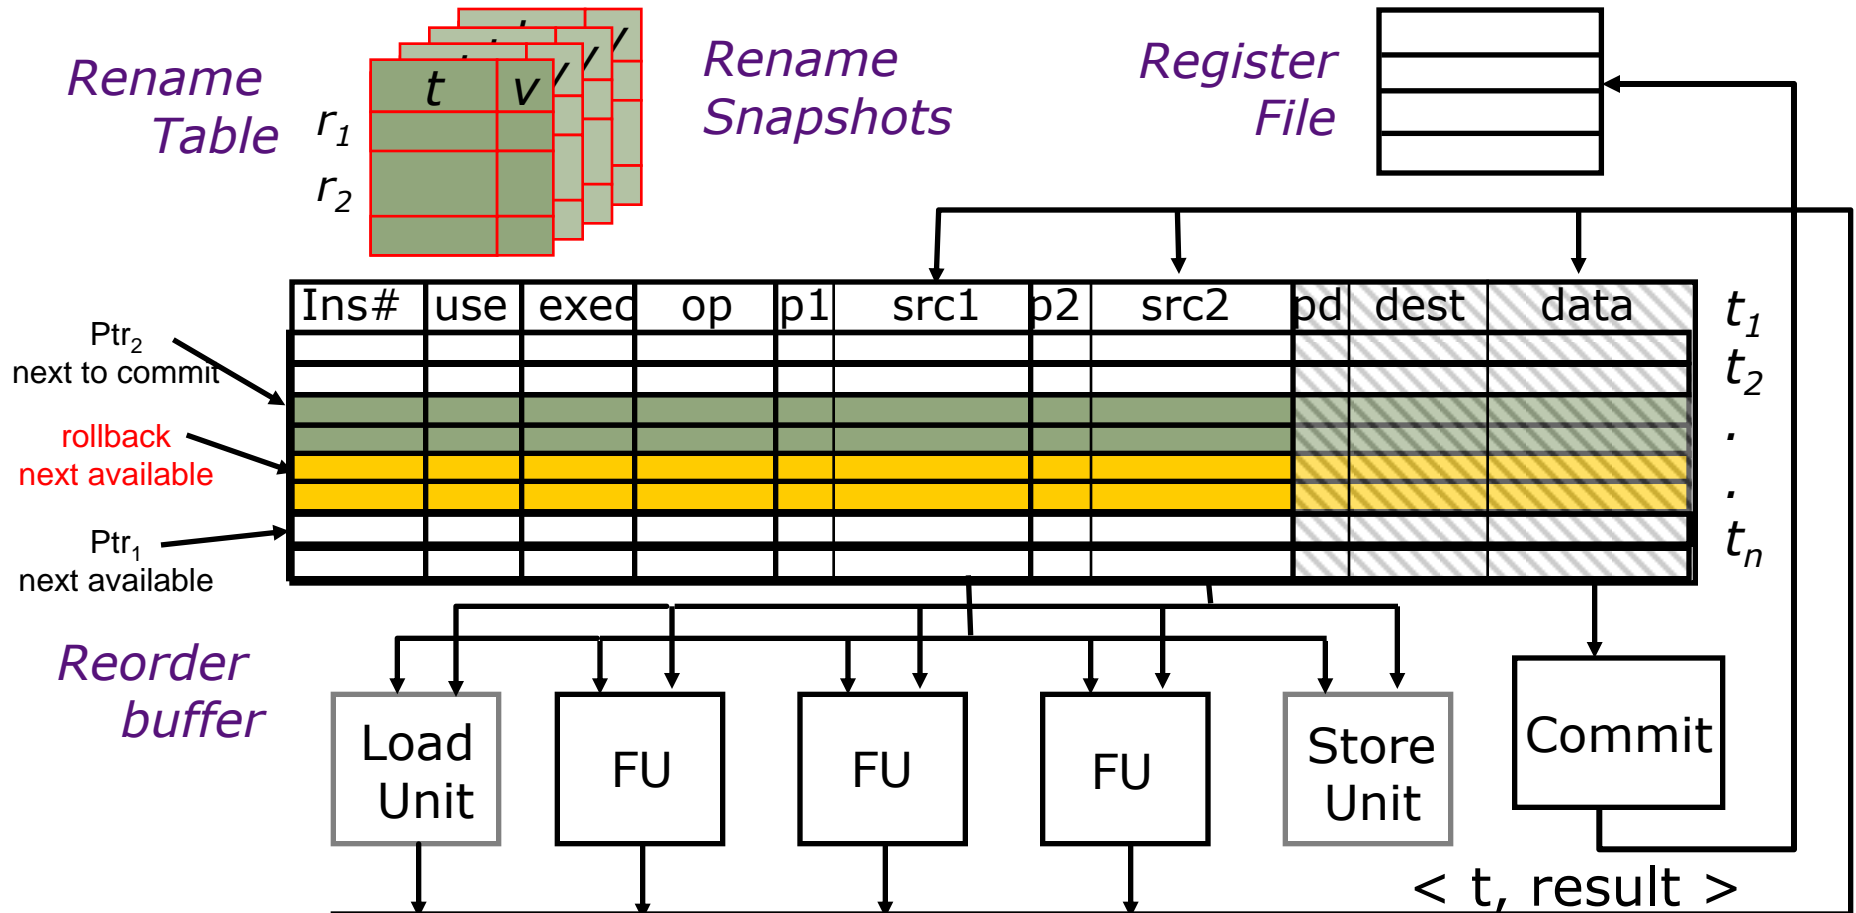 Rename
Table
t v
r1
r2
Rename
Snapshots
Register
File
Ins# use exec op p1 src1 p2 src2 pd dest data
t1
t2
.
.
tn
Ptr2
next to commit
rollback
next available
Ptr1
next available
Reorder
buffer
Load
Unit
FU
FU
FU
Store
Unit
Commit
< t, result >